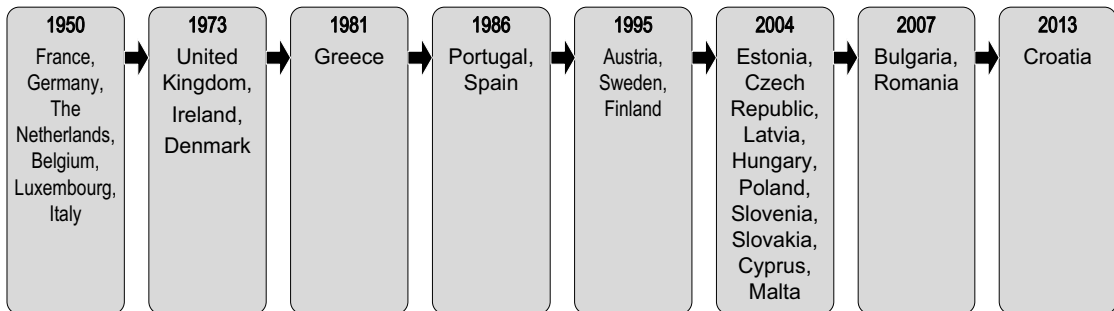 1950
France,
Germany,
The
Netherlands,
Belgium,
Luxembourg,
Italy
1973
United
Kingdom,
Ireland,
Denmark
1981
Greece
1986
Portugal,
Spain
1995
Austria,
Sweden,
Finland
2004
Estonia,
Czech
Republic,
Latvia,
Hungary,
Poland,
Slovenia,
Slovakia,
Cyprus,
Malta
2007
Bulgaria,
Romania
2013
Croatia